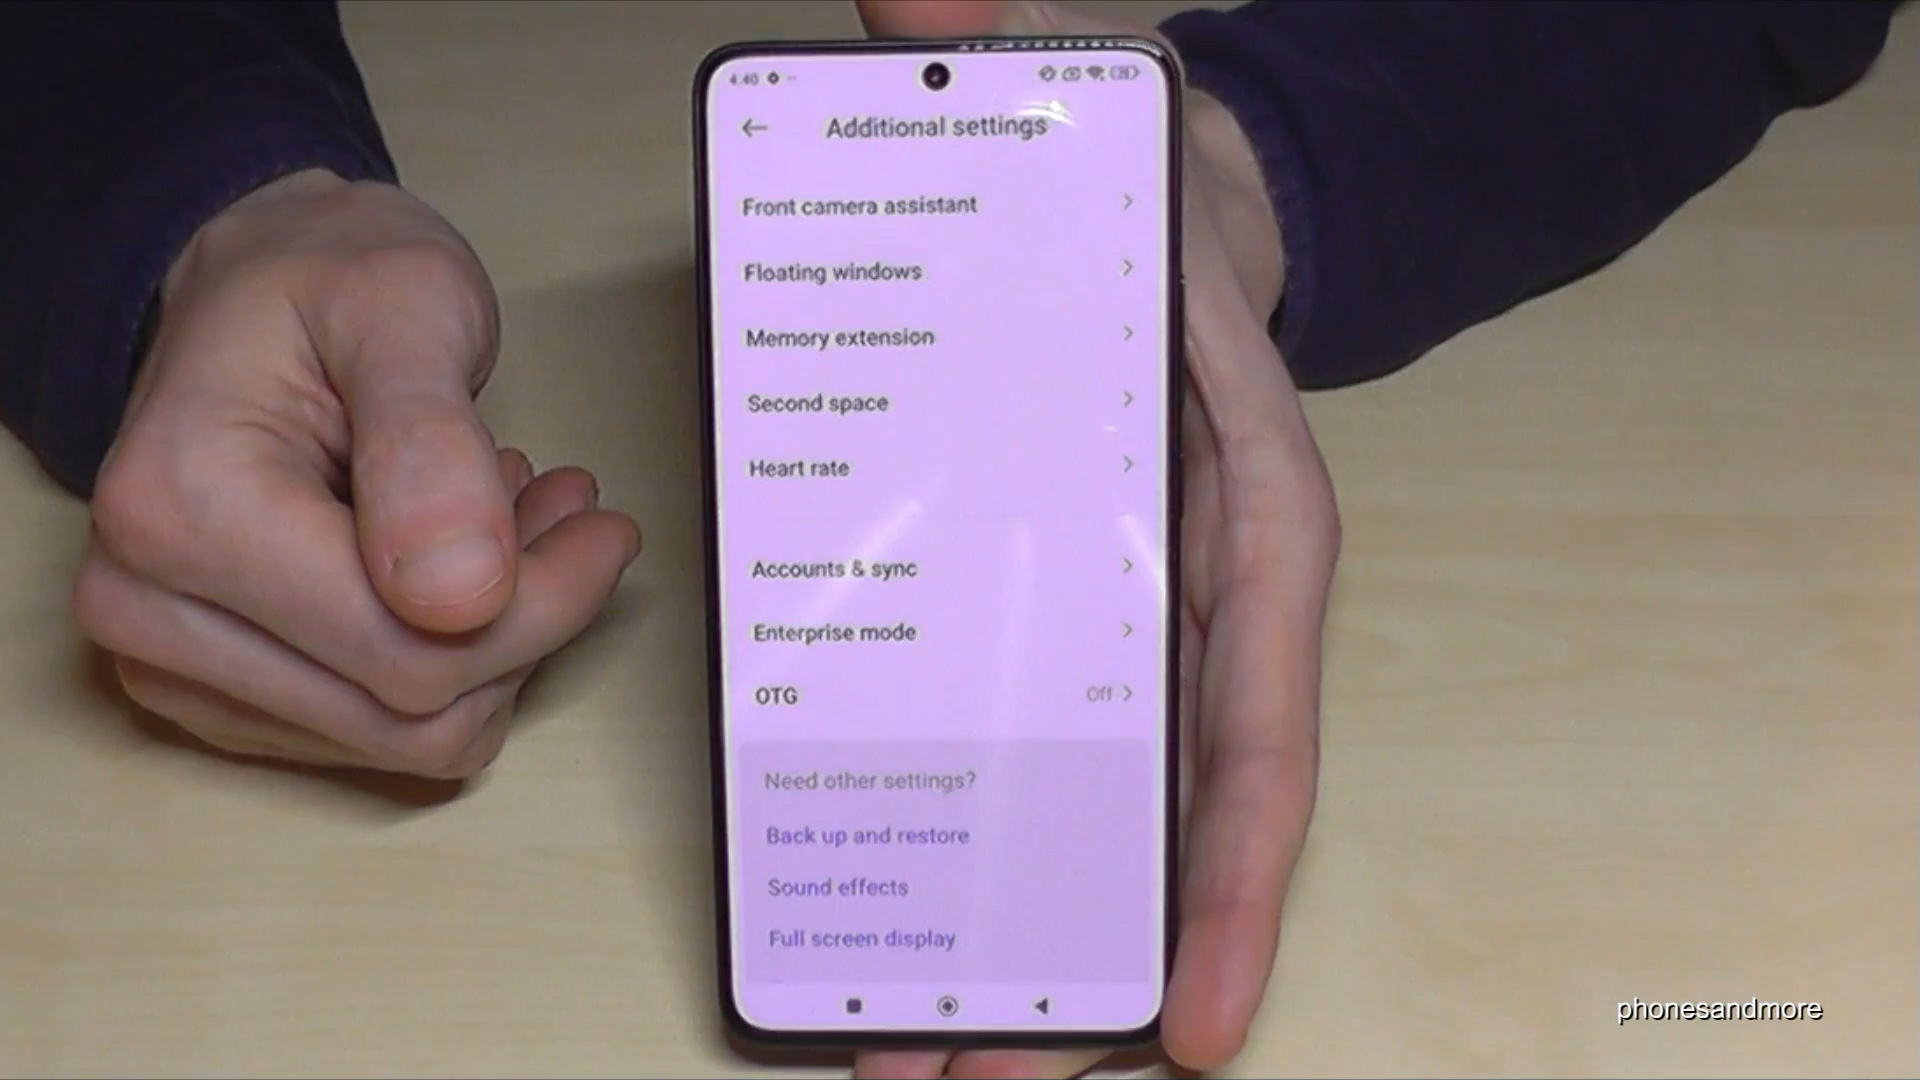 4:40
Additional settings
Front camera assistant
Floating windows
Memory extension
Second space
Heart rate
Accounts & sync
Enterprise mode
OTG Off
Need other settings?
Back up and restore
Sound effects
Full screen display
phonesandmore